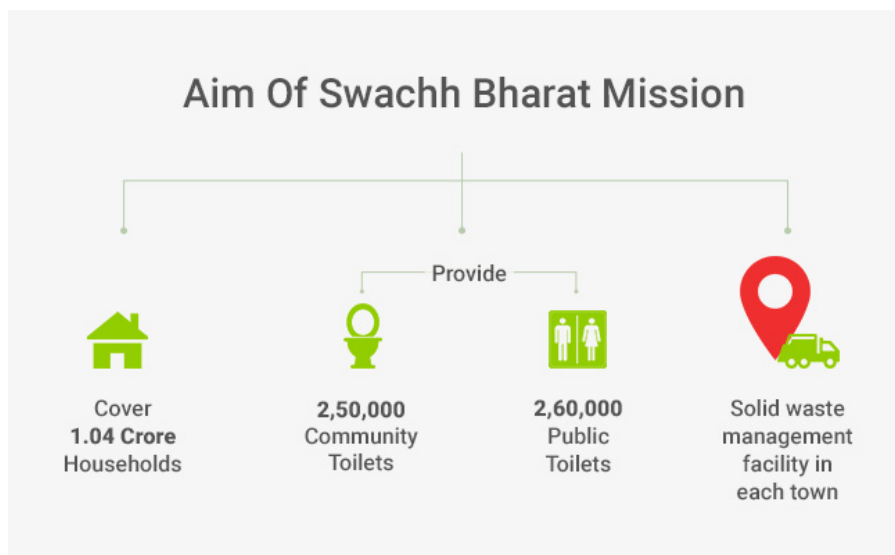 Aim Of Swachh Bharat Mission
Provide
Cover
1.04 Crore
Households
2,50,000
Community
Toilets
2,60,000
Public
Toilets
Solid waste
management
facility in
each town